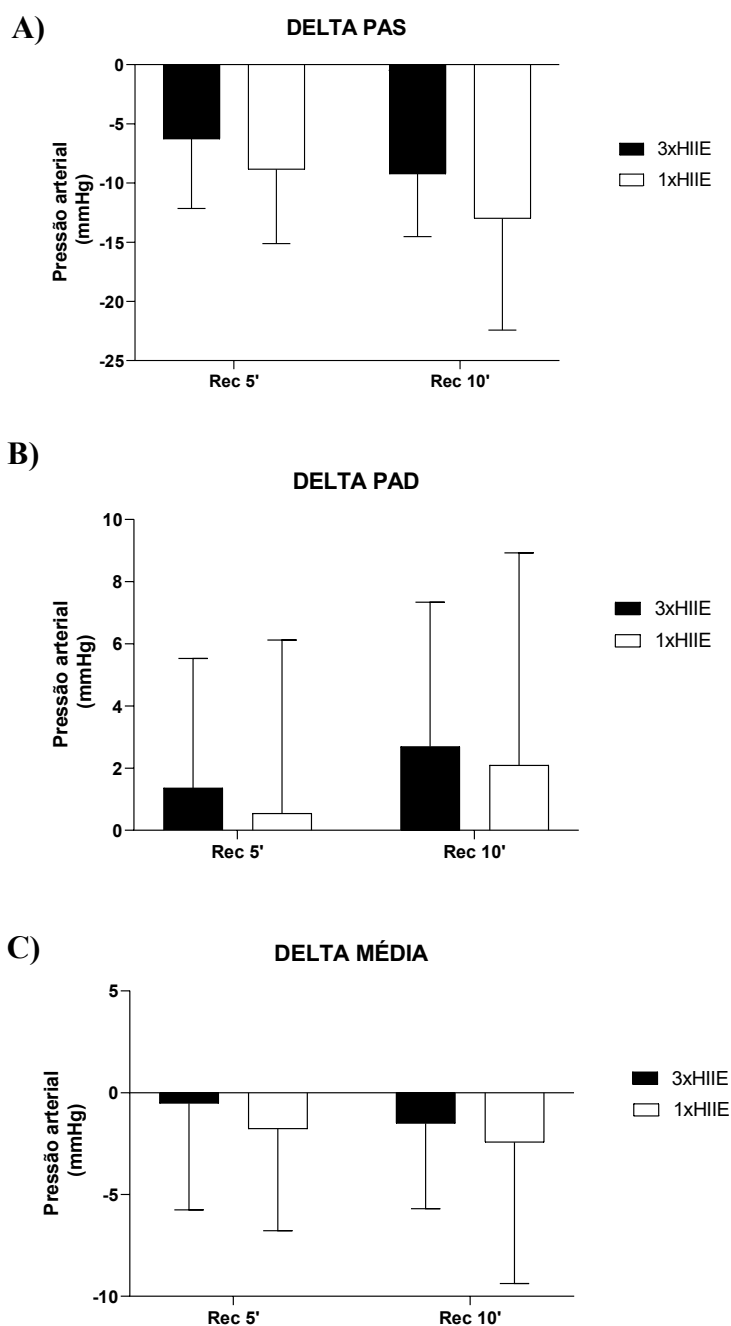 A)
DELTA PAS
Pressão arterial
(mmHg)
0
-5
-10
-15
-20
-25
Rec 5'
Rec 10'
3xHIIE
1xHIIE
B)
DELTA PAD
Pressão arterial
(mmHg)
10
8
6
4
2
0
Rec 5'
Rec 10'
3xHIIE
1xHIIE
C)
DELTA MÉDIA
Pressão arterial
(mmHg)
5
0
-5
-10
Rec 5'
Rec 10'
3xHIIE
1xHIIE